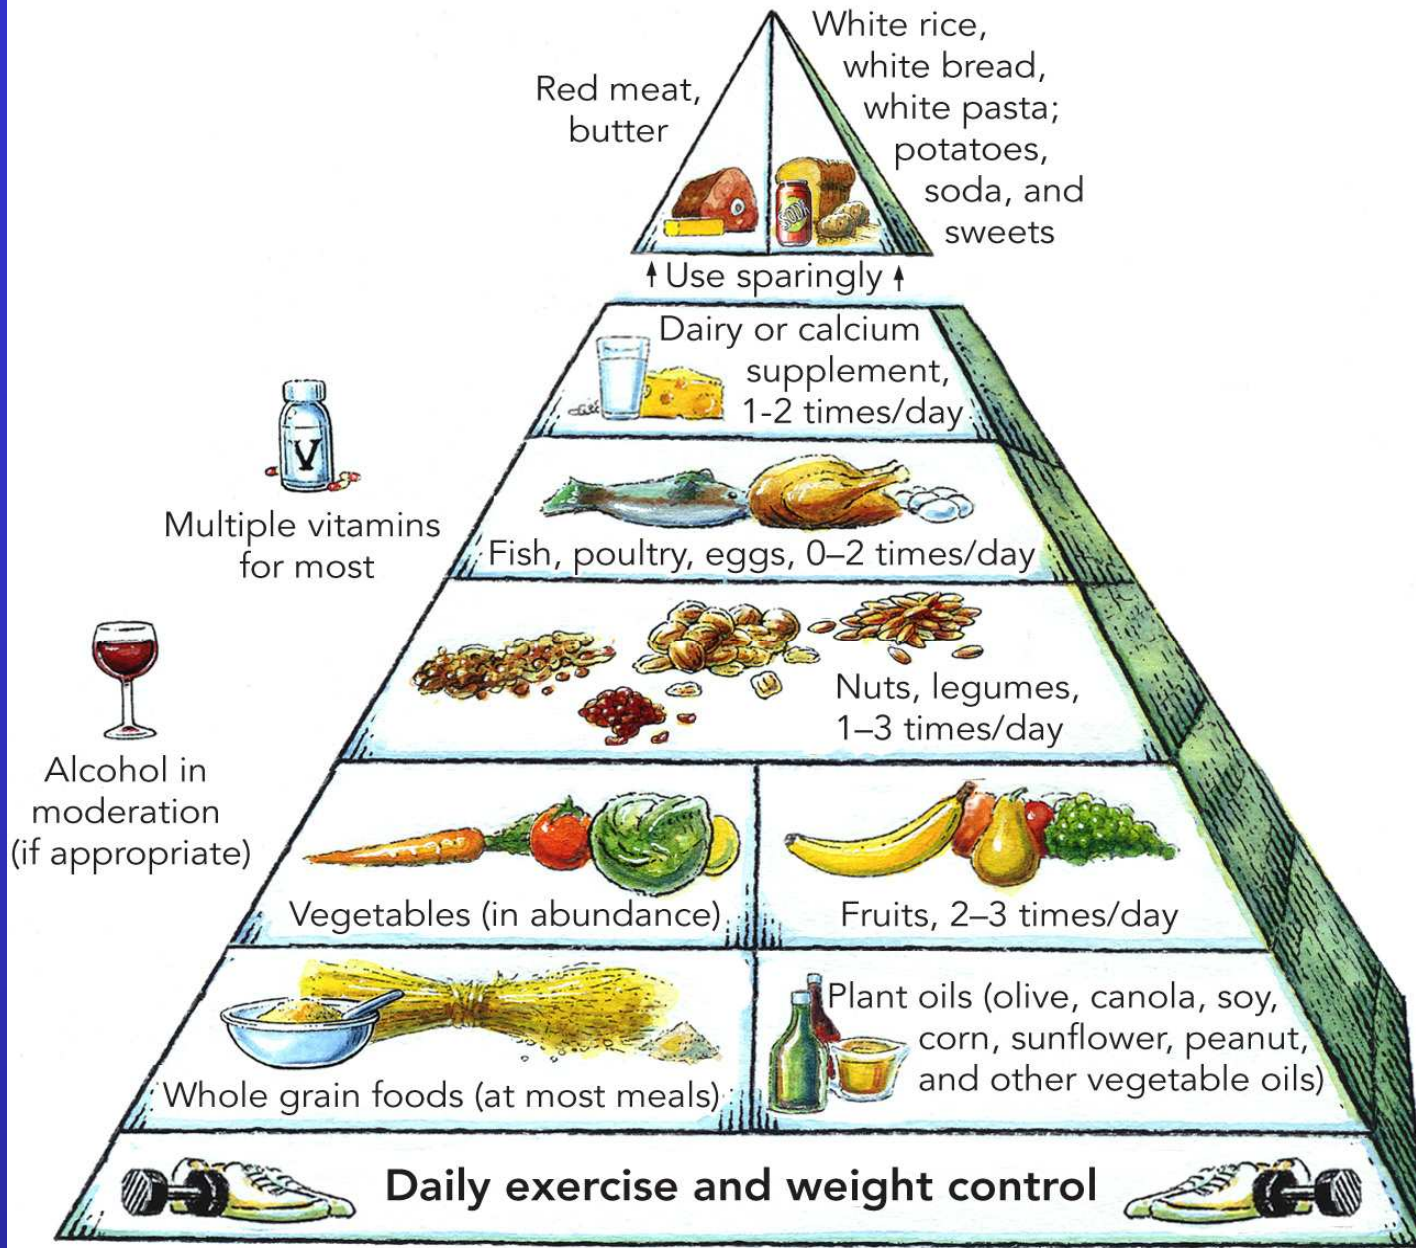 Red meat,
butter
White rice,
white bread,
white pasta;
potatoes,
soda, and
sweets
SODA
Use sparingly
Dairy or calcium
supplement,
1-2 times/day
V
Multiple vitamins
for most
Fish, poultry, eggs, 0–2 times/day
Nuts, legumes,
1–3 times/day
Alcohol in
moderation
(if appropriate)
Vegetables (in abundance)
Fruits, 2–3 times/day
Whole grain foods (at most meals)
Plant oils (olive, canola, soy,
corn, sunflower, peanut,
and other vegetable oils)
Daily exercise and weight control